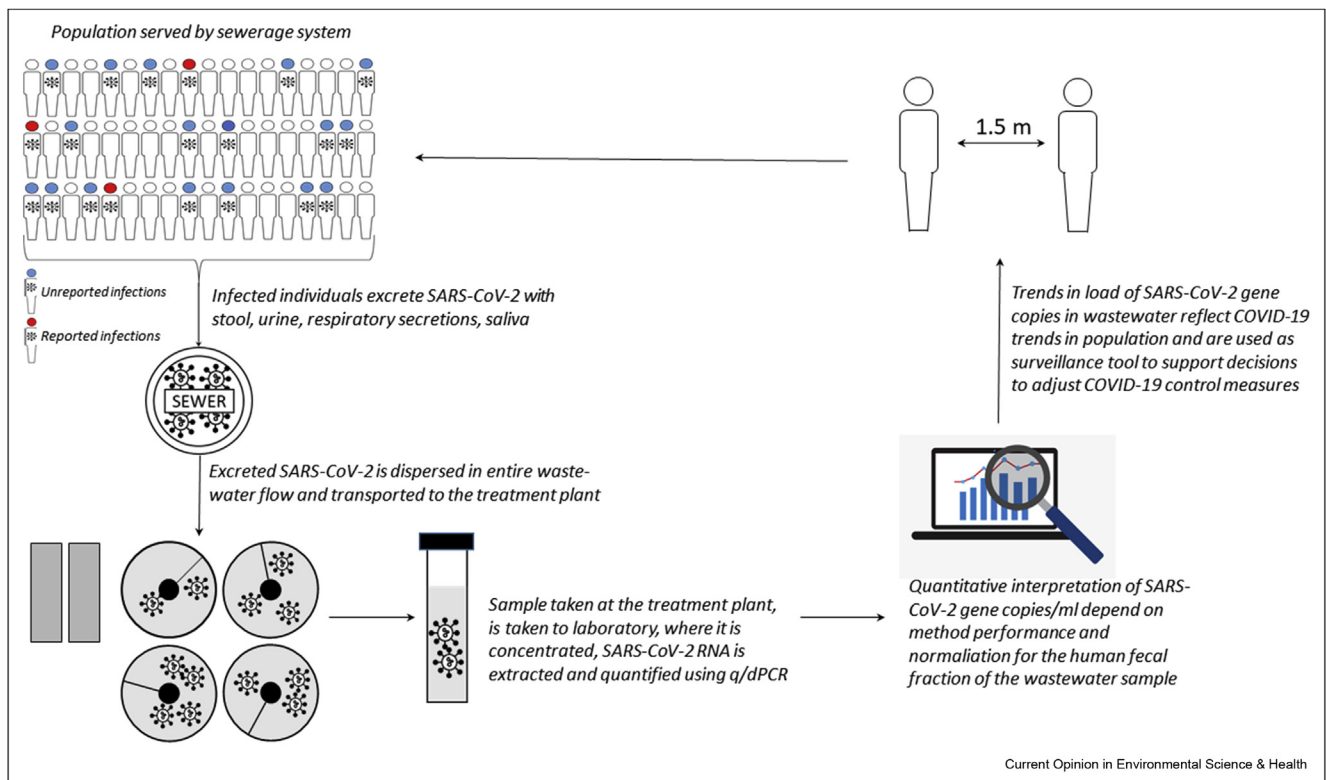 Population served by sewerage system
1.5 m
Unreported infections
Reported infections
Infected individuals excrete SARS-CoV-2 with
stool, urine, respiratory secretions, saliva
SEWER
Excreted SARS-CoV-2 is dispersed in entire waste-
water flow and transported to the treatment plant
Sample taken at the treatment plant,
is taken to laboratory, where it is
concentrated, SARS-CoV-2 RNA is
extracted and quantified using q/dPCR
Quantitative interpretation of SARS-
CoV-2 gene copies/ml depend on
method performance and
normaliation for the human fecal
fraction of the wastewater sample
Trends in load of SARS-CoV-2 gene
copies in wastewater reflect COVID-19
trends in population and are used as
surveillance tool to support decisions
to adjust COVID-19 control measures
Current Opinion in Environmental Science & Health